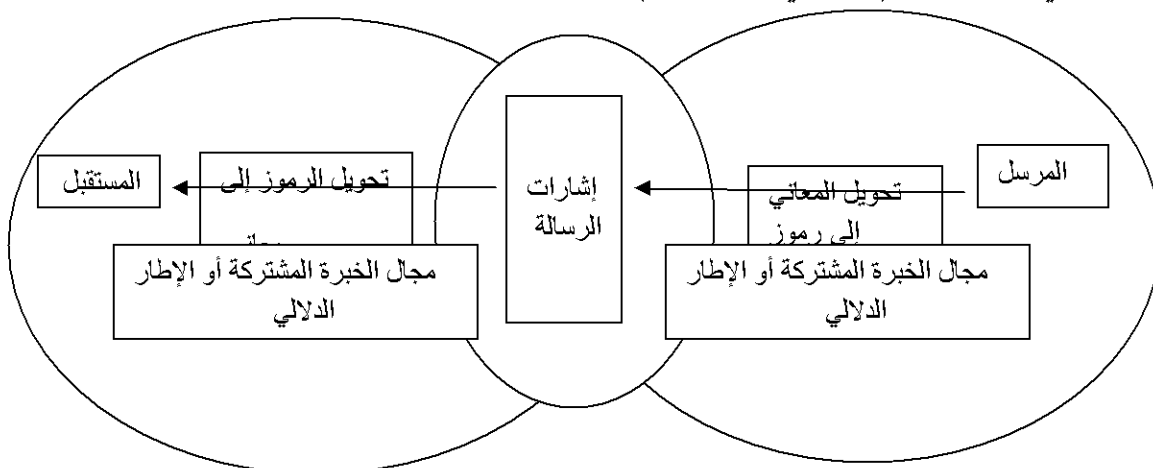 المرسل
تحويل المعاني
إلى رموز
إشارات
الرسالة
تحويل الرموز إلى
المستقبل
مجال الخبرة المشتركة أو الإطار
الدلالي
مجال الخبرة المشتركة أو الإطار
الدلالي